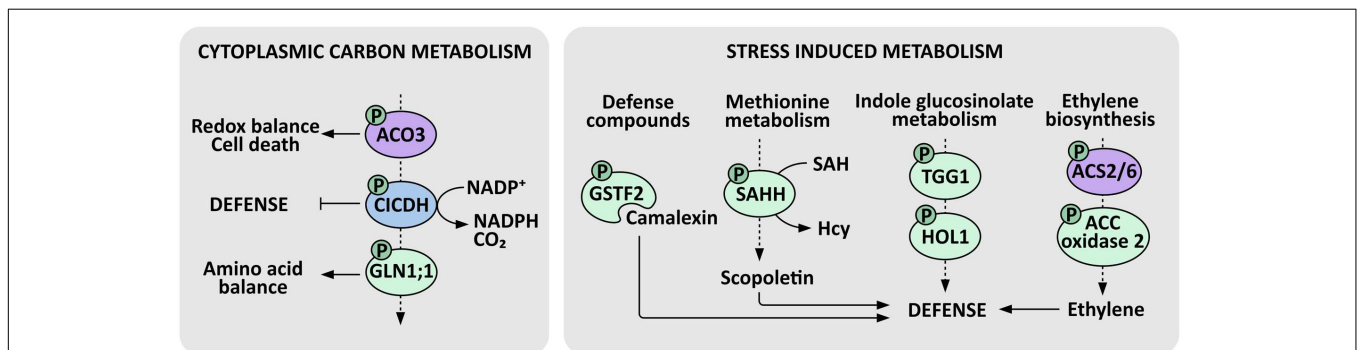 CYTOPLASMIC CARBON METABOLISM
P
ACO3
Redox balance
Cell death
P
CICDH
DEFENSE
NADP⁺
NADPH
CO₂
P
GLN1;1
Amino acid
balance
STRESS INDUCED METABOLISM
Defense
compounds
P
GSTF2
Camalexin
Methionine
metabolism
P
SAHH
SAH
Hcy
Scopoletin
Indole glucosinolate
metabolism
P
TGG1
P
HOL1
DEFENSE
Ethylene
biosynthesis
P
ACS2/6
P
ACC
oxidase 2
Ethylene